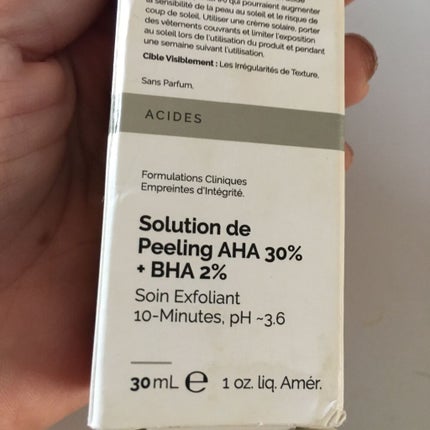 qui pourraient augmenter
la sensibilité de la peau au soleil et le risque de
coup de soleil. Utiliser une crème solaire, porter
des vêtements couvrants et limiter l'exposition
au soleil lors de l'utilisation du produit et pendant
une semaine suivant l'utilisation.
Cible Visiblement : Les Irrégularités de Texture.
Sans Parfum.
ACIDES
Formulations Cliniques
Empreintes d'Intégrité.
Solution de
Peeling AHA 30%
+ BHA 2%
Soin Exfoliant
10-Minutes, pH ~3.6
30 mL ℮ 1 oz. liq. Amér.